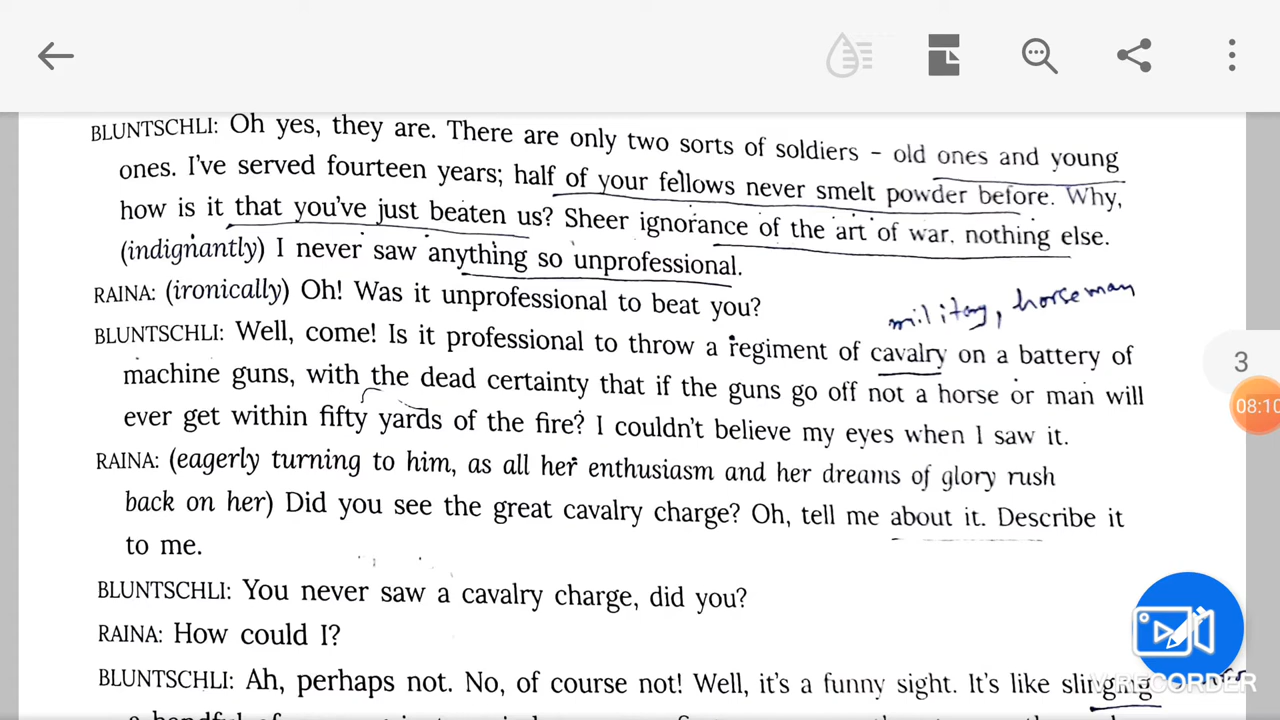 BLUNTSCHLI: Oh yes, they are. There are only two sorts of soldiers - old ones and young
ones. I've served fourteen years; half of your fellows never smelt powder before. Why,
how is it that you've just beaten us? Sheer ignorance of the art of war, nothing else.
(indignantly) I never saw anything so unprofessional.
RAINA: (ironically) Oh! Was it unprofessional to beat you?
military, horseman
BLUNTSCHLI: Well, come! Is it professional to throw a regiment of cavalry on a battery of
machine guns, with the dead certainty that if the guns go off not a horse or man will
ever get within fifty yards of the fire? I couldn't believe my eyes when I saw it.
3
08:10
RAINA: (eagerly turning to him, as all her enthusiasm and her dreams of glory rush
back on her) Did you see the great cavalry charge? Oh, tell me about it. Describe it
to me.
BLUNTSCHLI: You never saw a cavalry charge, did you?
RAINA: How could I?
BLUNTSCHLI: Ah, perhaps not. No, of course not! Well, it's a funny sight. It's like slinging
RECORDER